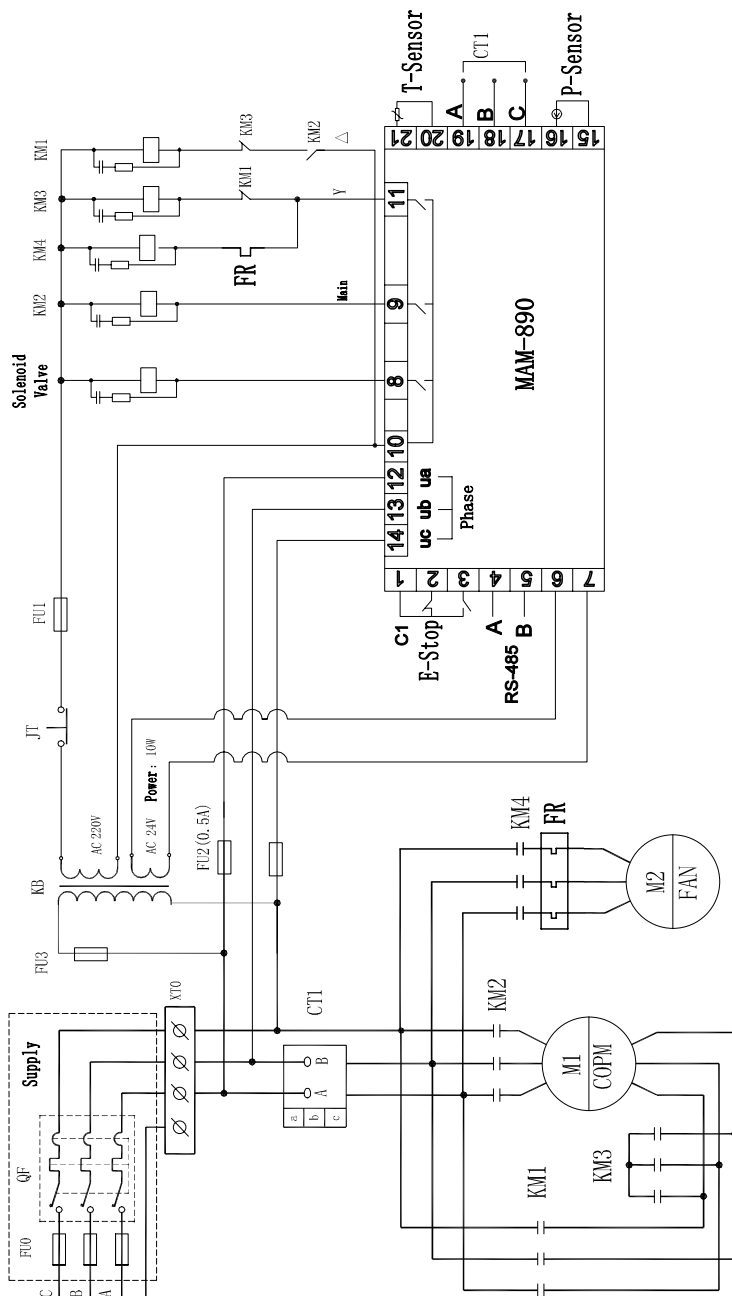 T-Sensor
CT1
P-Sensor
KM1
KM3
KM4
KM2
Solenoid
Valve
KM3
KM2
△
KM1
Y
FR
Main
21
20
19
18
17
16
15
A
B
C
11
9
8
10
12
13
14
ua
ub
uc
Phase
MAM-890
1
2
3
4
5
6
7
C1
E-Stop
A
B
RS-485
FU1
JT
AC 220V
AC 24V
Power: 10W
KB
FU2(0.5A)
FU3
XT0
CT1
A
B
a
b
c
Supply
QF
FU0
C
B
A
KM4
FR
M2
FAN
KM2
M1
COPM
KM1
KM3